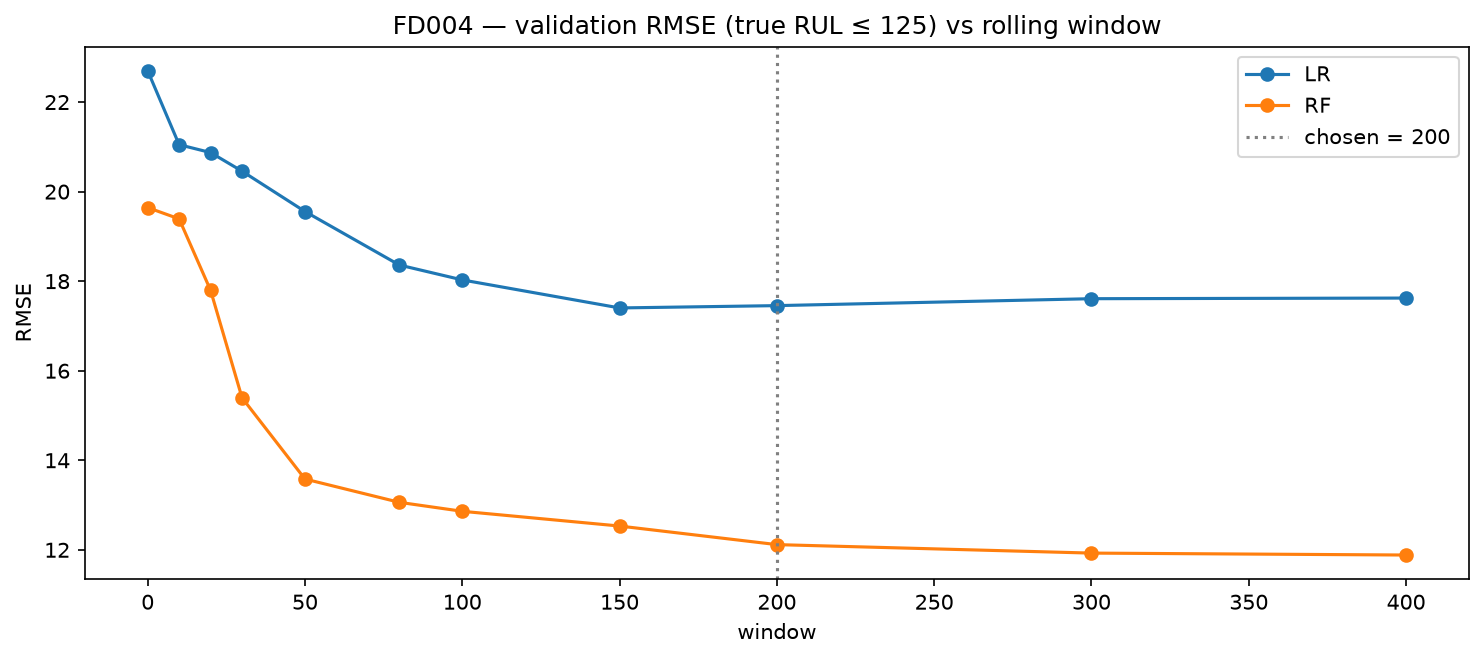 FD004 — validation RMSE (true RUL ≤ 125) vs rolling window
LR
RF
chosen = 200
RMSE
22
20
18
16
14
12
0 50 100 150 200 250 300 350 400
window